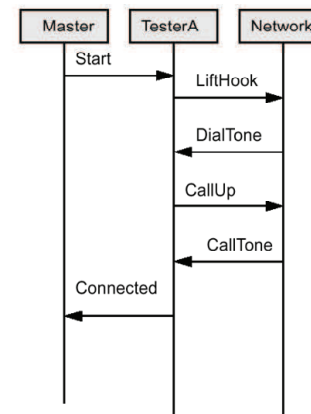 Master TesterA Network
Start
LiftHook
DialTone
CallUp
CallTone
Connected